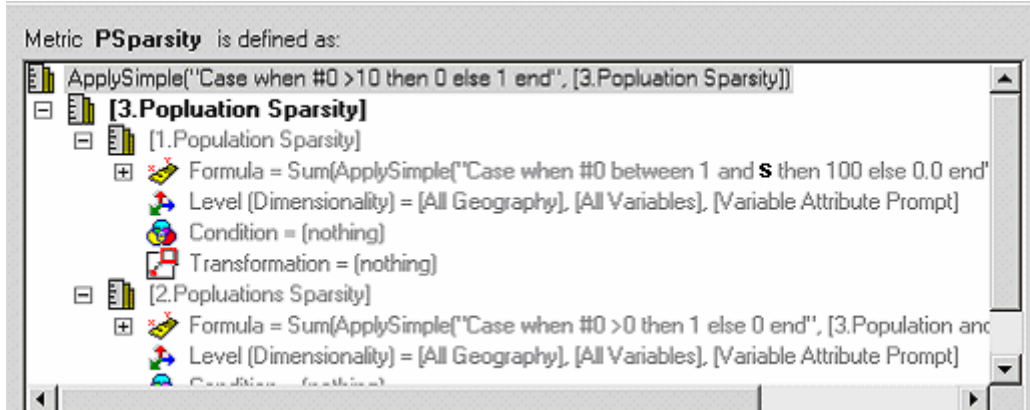 Metric PSparsity is defined as:
ApplySimple("Case when #0 >10 then 0 else 1 end", [3.Popluation Sparsity])
[3.Popluation Sparsity]
[1.Population Sparsity]
Formula = Sum(ApplySimple("Case when #0 between 1 and S then 100 else 0.0 end"
Level (Dimensionality) = [All Geography], [All Variables], [Variable Attribute Prompt]
Condition = (nothing)
Transformation = (nothing)
[2.Popluations Sparsity]
Formula = Sum(ApplySimple("Case when #0 >0 then 1 else 0 end", [3.Population and
Level (Dimensionality) = [All Geography], [All Variables], [Variable Attribute Prompt]
Condition = (nothing)